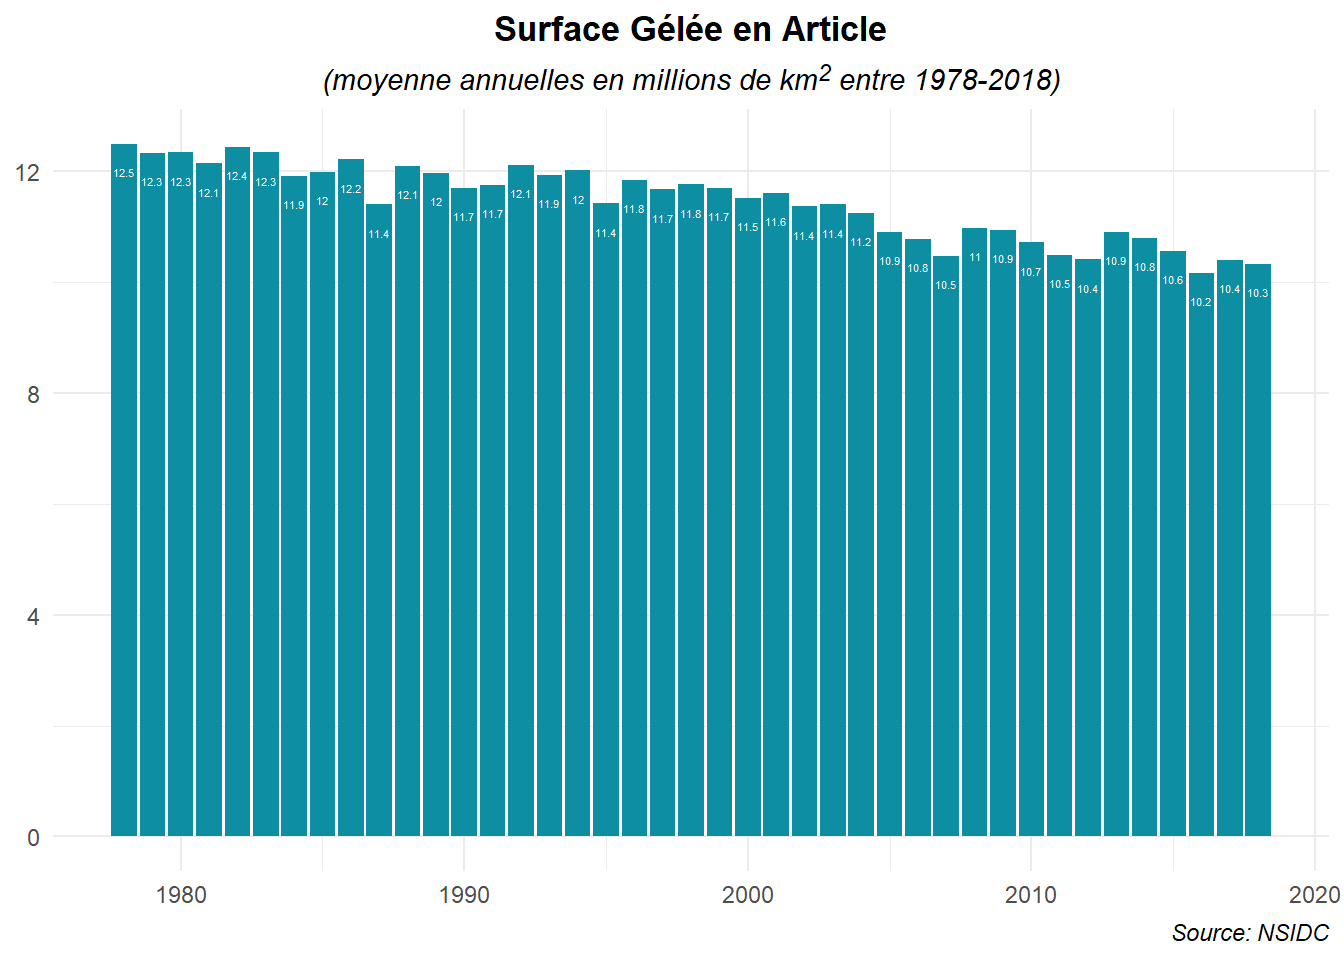 Surface Gélée en Article
(moyenne annuelles en millions de km² entre 1978-2018)
12
8
4
0
12.5 12.3 12.3 12.1 12.4 12.3 11.9 12 12.2 11.4 12.1 12 11.7 11.7 12.1 11.9 12 11.4 11.8 11.7 11.8 11.7 11.5 11.6 11.4 11.4 11.2 10.9 10.8 10.5 11 10.9 10.7 10.5 10.4 10.9 10.8 10.6 10.2 10.4 10.3
1980 1990 2000 2010 2020
Source: NSIDC